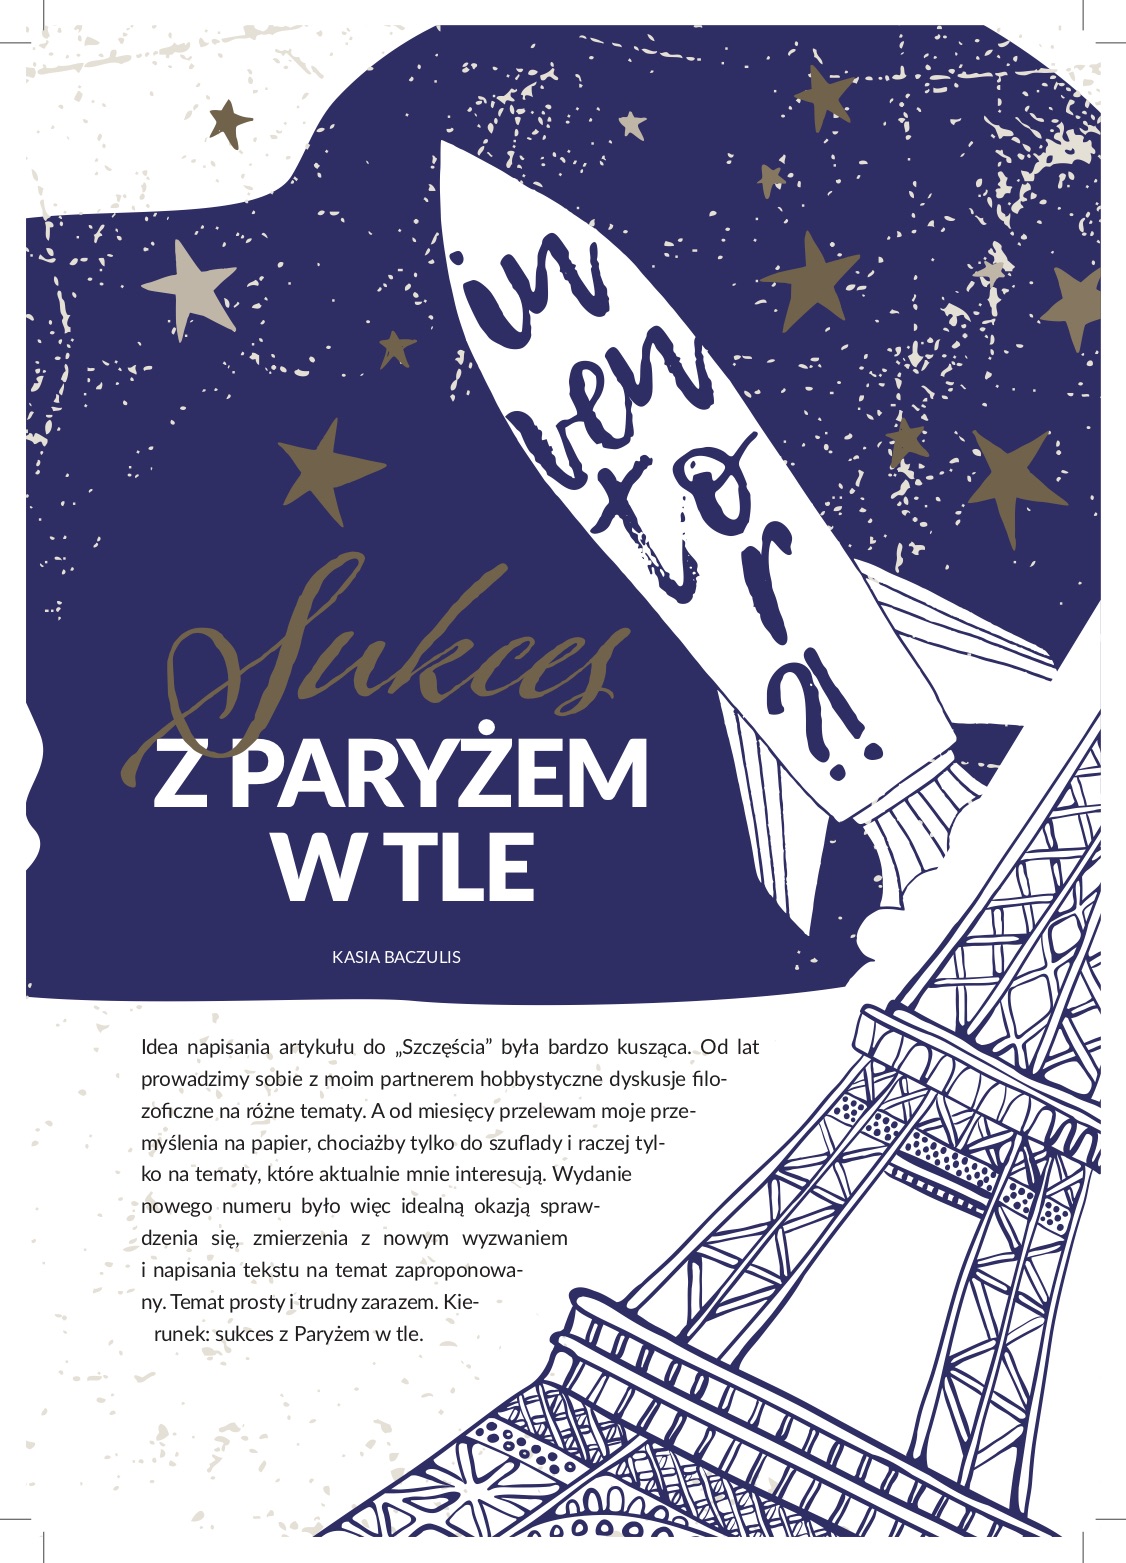 in
ven
to
r
?!
Sukces
Z PARYŻEM
W TLE
KASIA BACZULIS
Idea napisania artykułu do „Szczęścia” była bardzo kusząca. Od lat
prowadzimy sobie z moim partnerem hobbystyczne dyskusje filo-
zoficzne na różne tematy. A od miesięcy przelewam moje prze-
myślenia na papier, chociażby tylko do szuflady i raczej tyl-
ko na tematy, które aktualnie mnie interesują. Wydanie
nowego numeru było więc idealną okazją spraw-
dzenia się, zmierzenia z nowym wyzwaniem
i napisania tekstu na temat zaproponowa-
ny. Temat prosty i trudny zarazem. Kie-
runek: sukces z Paryżem w tle.